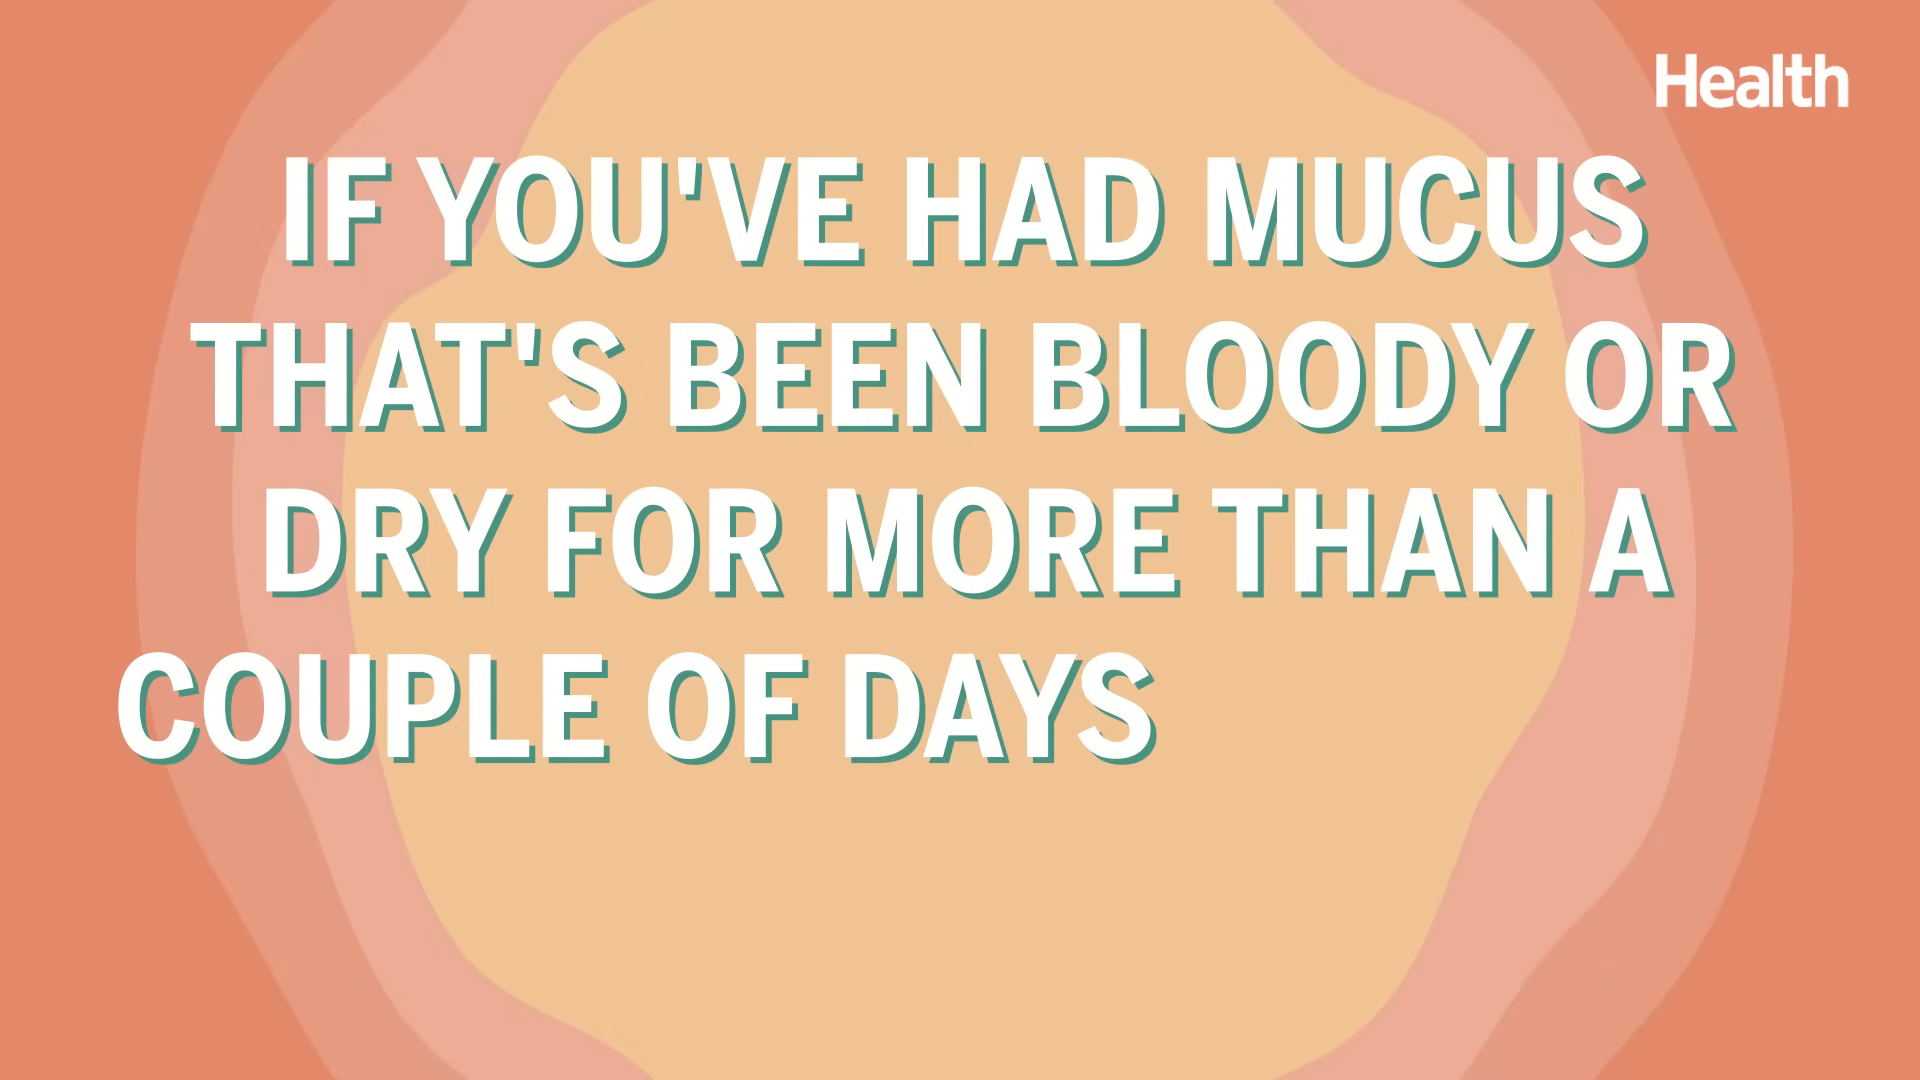 Health
IF YOU'VE HAD MUCUS
THAT'S BEEN BLOODY OR
DRY FOR MORE THAN A
COUPLE OF DAYS